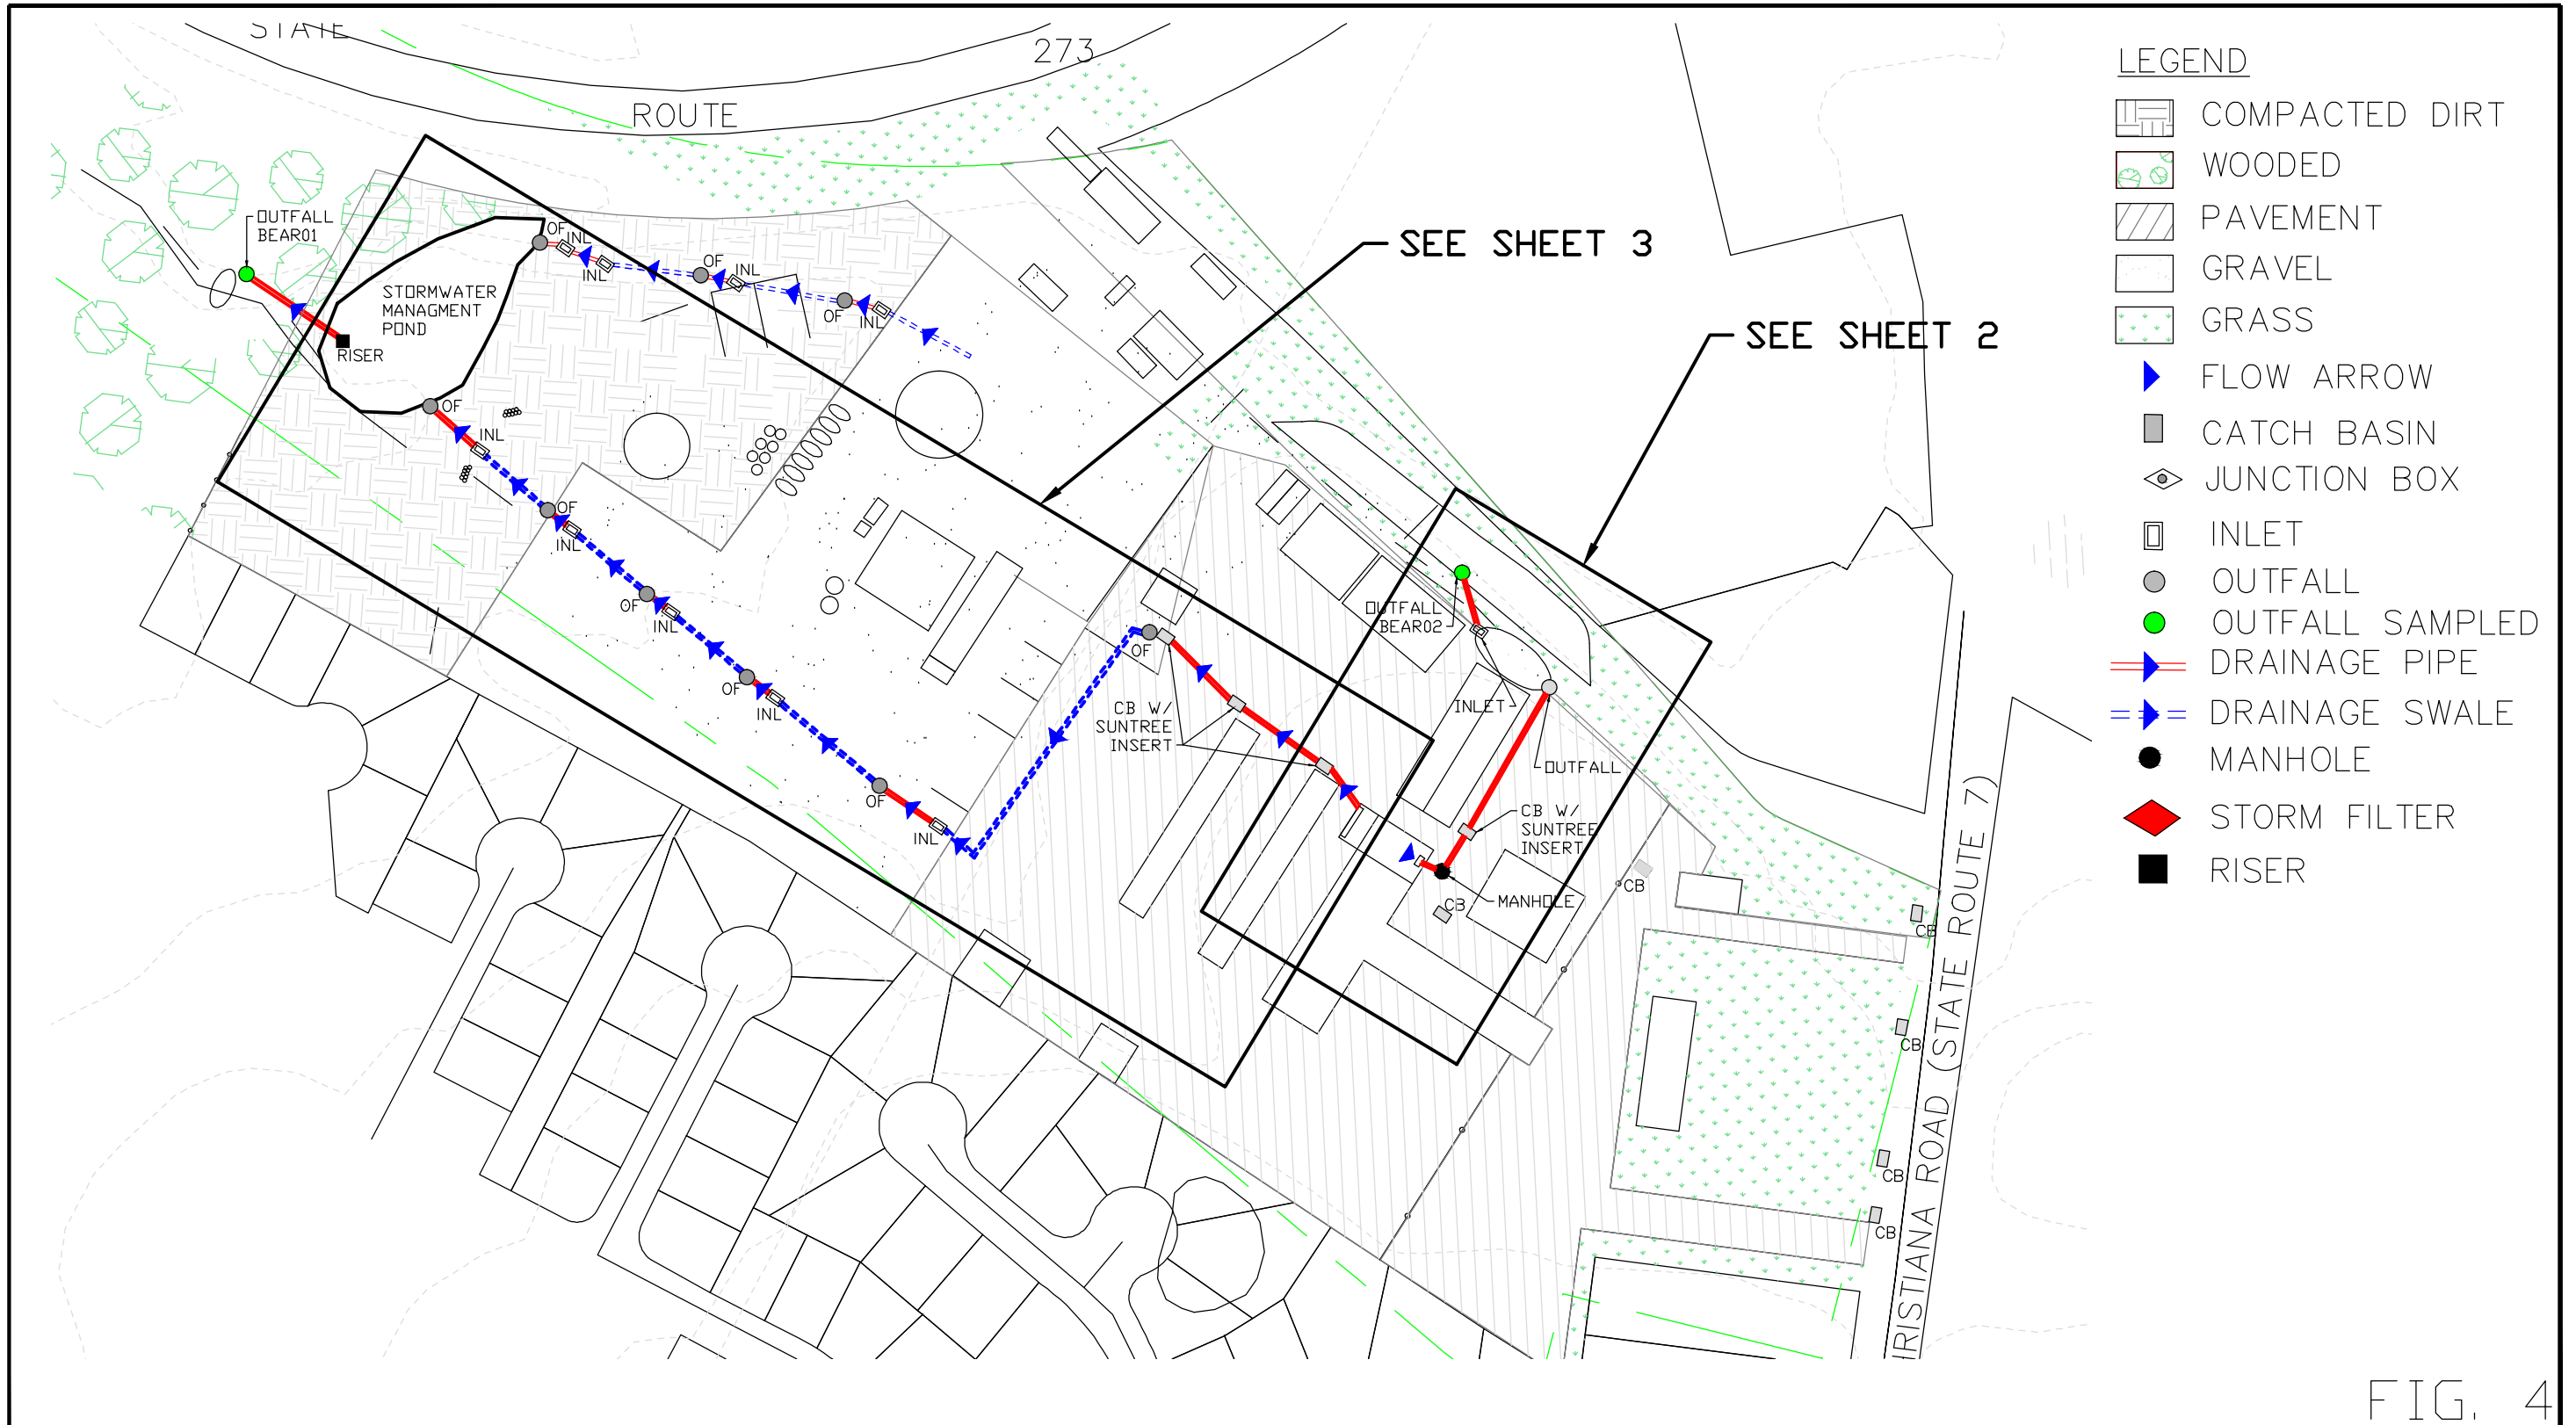 STATE
ROUTE
273
OUTFALL
BEAR01
STORMWATER
MANAGMENT
POND
RISER
OF
INL
INL
OF
INL
OF
INL
OF
INL
OF
INL
OF
INL
OF
INL
OF
INL
OF
SEE SHEET 3
SEE SHEET 2
CB W/
SUNTREE
INSERT
OUTFALL
BEAR02
INLET
OUTFALL
CB W/
SUNTREE
INSERT
MANHOLE
CB
CB
CB
CB
CB
CB
RISTIANA ROAD (STATE ROUTE 7)
LEGEND
COMPACTED DIRT
WOODED
PAVEMENT
GRAVEL
GRASS
FLOW ARROW
CATCH BASIN
JUNCTION BOX
INLET
OUTFALL
OUTFALL SAMPLED
DRAINAGE PIPE
DRAINAGE SWALE
MANHOLE
STORM FILTER
RISER
FIG. 4